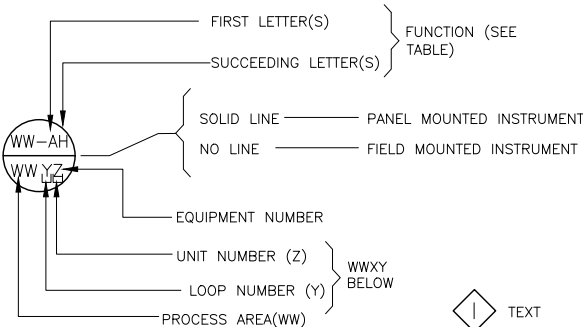 FIRST LETTER(S)
FUNCTION (SEE
TABLE)
SUCCEEDING LETTER(S)
SOLID LINE PANEL MOUNTED INSTRUMENT
NO LINE FIELD MOUNTED INSTRUMENT
WW-AH
WW YZ
EQUIPMENT NUMBER
UNIT NUMBER (Z)
WWXY
BELOW
LOOP NUMBER (Y)
PROCESS AREA(WW)
I TEXT